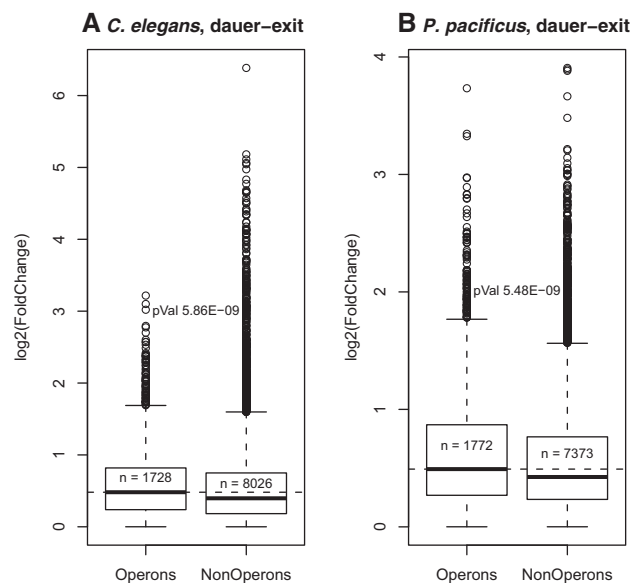 A C. elegans, dauer−exit
log2(FoldChange)
6
5
4
3
2
1
0
pVal 5.86E−09
n = 1728
n = 8026
Operons
NonOperons
B P. pacificus, dauer−exit
log2(FoldChange)
4
3
2
1
0
pVal 5.48E−09
n = 1772
n = 7373
Operons
NonOperons